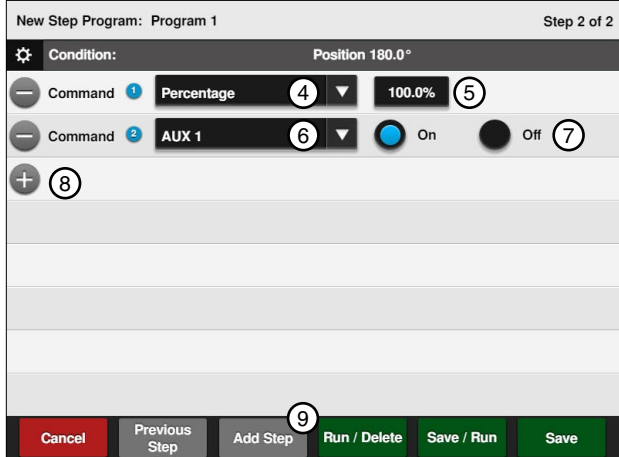 New Step Program: Program 1 Step 2 of 2
Condition: Position 180.0°
Command 1 Percentage 4 100.0% 5
Command 2 AUX 1 6 On Off 7
8
9
Cancel Previous Step Add Step Run / Delete Save / Run Save